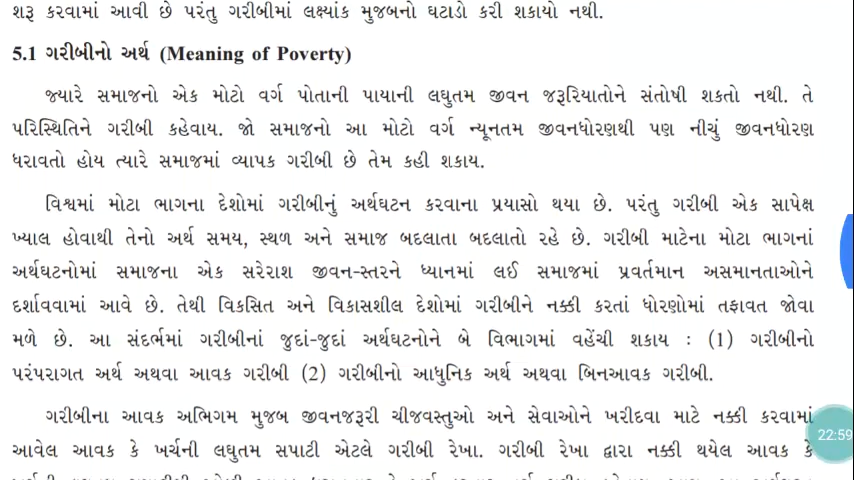 શરૂ કરવામાં આવી છે પરંતુ ગરીબીમાં લક્ષ્યાંક મુજબનો ઘટાડો કરી શકાયો નથી.
5.1 ગરીબીનો અર્થ (Meaning of Poverty)
જ્યારે સમાજનો એક મોટો વર્ગ પોતાની પાયાની લઘુતમ જીવન જરૂરિયાતોને સંતોષી શકતો નથી. તે
પરિસ્થિતિને ગરીબી કહેવાય. જો સમાજનો આ મોટો વર્ગ ન્યૂનતમ જીવનધોરણથી પણ નીચું જીવનધોરણ
ધરાવતો હોય ત્યારે સમાજમાં વ્યાપક ગરીબી છે તેમ કહી શકાય.
વિશ્વમાં મોટા ભાગના દેશોમાં ગરીબીનું અર્થઘટન કરવાના પ્રયાસો થયા છે. પરંતુ ગરીબી એક સાપેક્ષ
ખ્યાલ હોવાથી તેનો અર્થ સમય, સ્થળ અને સમાજ બદલાતા બદલાતો રહે છે. ગરીબી માટેના મોટા ભાગનાં
અર્થઘટનોમાં સમાજના એક સરેરાશ જીવન-સ્તરને ધ્યાનમાં લઈ સમાજમાં પ્રવર્તમાન અસમાનતાઓને
દર્શાવવામાં આવે છે. તેથી વિકસિત અને વિકાસશીલ દેશોમાં ગરીબીને નક્કી કરતાં ધોરણોમાં તફાવત જોવા
મળે છે. આ સંદર્ભમાં ગરીબીનાં જુદાં-જુદાં અર્થઘટનોને બે વિભાગમાં વહેંચી શકાય : (1) ગરીબીનો
પરંપરાગત અર્થ અથવા આવક ગરીબી (2) ગરીબીનો આધુનિક અર્થ અથવા બિનઆવક ગરીબી.
ગરીબીના આવક અભિગમ મુજબ જીવનજરૂરી ચીજવસ્તુઓ અને સેવાઓને ખરીદવા માટે નક્કી કરવામાં
આવેલ આવક કે ખર્ચની લઘુતમ સપાટી એટલે ગરીબી રેખા. ગરીબી રેખા દ્વારા નક્કી થયેલ આવક કે
22:59